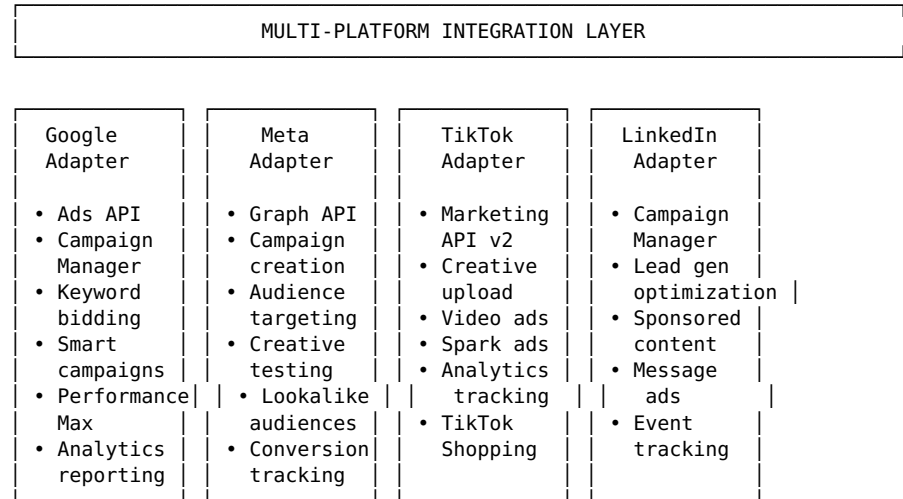 MULTI-PLATFORM INTEGRATION LAYER
Google
Adapter
• Ads API
• Campaign
Manager
• Keyword
bidding
• Smart
campaigns
• Performance
Max
• Analytics
reporting
Meta
Adapter
• Graph API
• Campaign
creation
• Audience
targeting
• Creative
testing
• Lookalike
audiences
• Conversion
tracking
TikTok
Adapter
• Marketing
API v2
• Creative
upload
• Video ads
• Spark ads
• Analytics
tracking
• TikTok
Shopping
LinkedIn
Adapter
• Campaign
Manager
• Lead gen
optimization
• Sponsored
content
• Message
ads
• Event
tracking